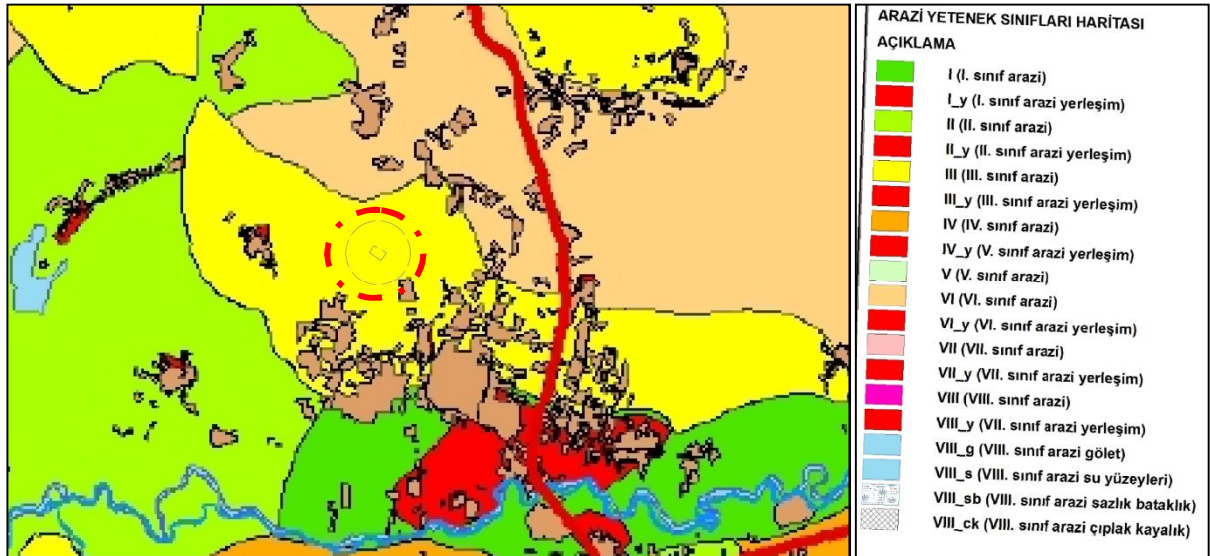 ARAZİ YETENEK SINIFLARI HARİTASI
AÇIKLAMA
I (I. sınıf arazi)
I_y (I. sınıf arazi yerleşim)
II (II. sınıf arazi)
II_y (II. sınıf arazi yerleşim)
III (III. sınıf arazi)
III_y (III. sınıf arazi yerleşim)
IV (IV. sınıf arazi)
IV_y (V. sınıf arazi yerleşim)
V (V. sınıf arazi)
VI (VI. sınıf arazi)
VI_y (VI. sınıf arazi yerleşim)
VII (VII. sınıf arazi)
VII_y (VII. sınıf arazi yerleşim)
VIII (VIII. sınıf arazi)
VIII_y (VII. sınıf arazi yerleşim)
VIII_g (VIII. sınıf arazi gölet)
VIII_s (VIII. sınıf arazi su yüzeyleri)
VIII_sb (VIII. sınıf arazi sazlık bataklık)
VIII_ck (VIII. sınıf arazi çıplak kayalık)